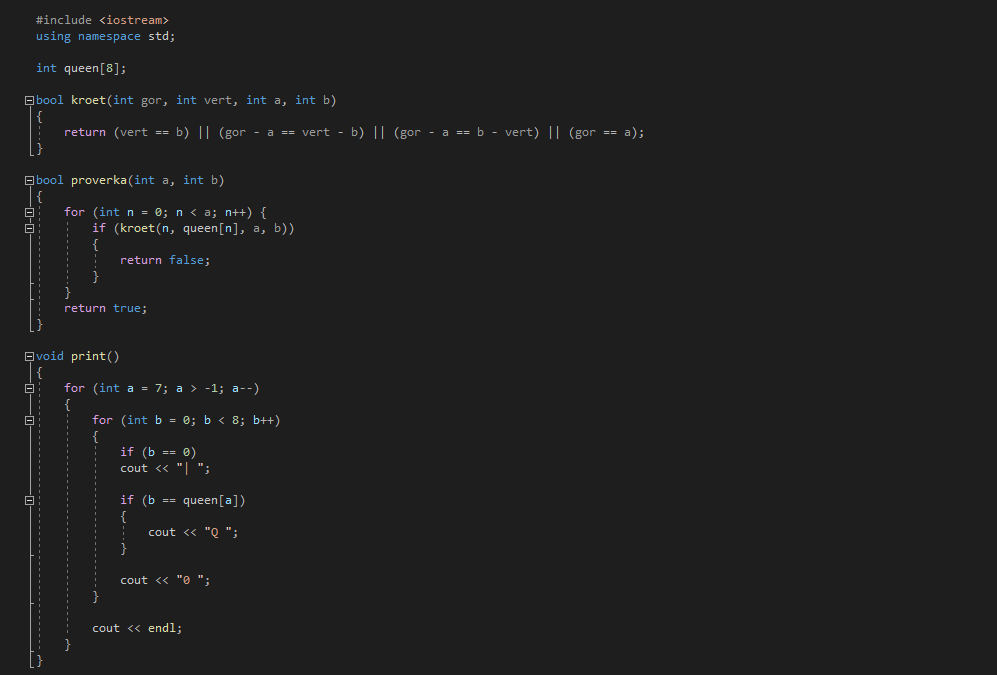 #include <iostream>
using namespace std;

int queen[8];

bool kroet(int gor, int vert, int a, int b)
{
    return (vert == b) || (gor - a == vert - b) || (gor - a == b - vert) || (gor == a);
}

bool proverka(int a, int b)
{
    for (int n = 0; n < a; n++) {
        if (kroet(n, queen[n], a, b))
        {
            return false;
        }
    }
    return true;
}

void print()
{
    for (int a = 7; a > -1; a--)
    {
        for (int b = 0; b < 8; b++)
        {
            if (b == 0)
            cout << "| ";

            if (b == queen[a])
            {
                cout << "Q ";
            }

            cout << "0 ";
        }

        cout << endl;
    }
}